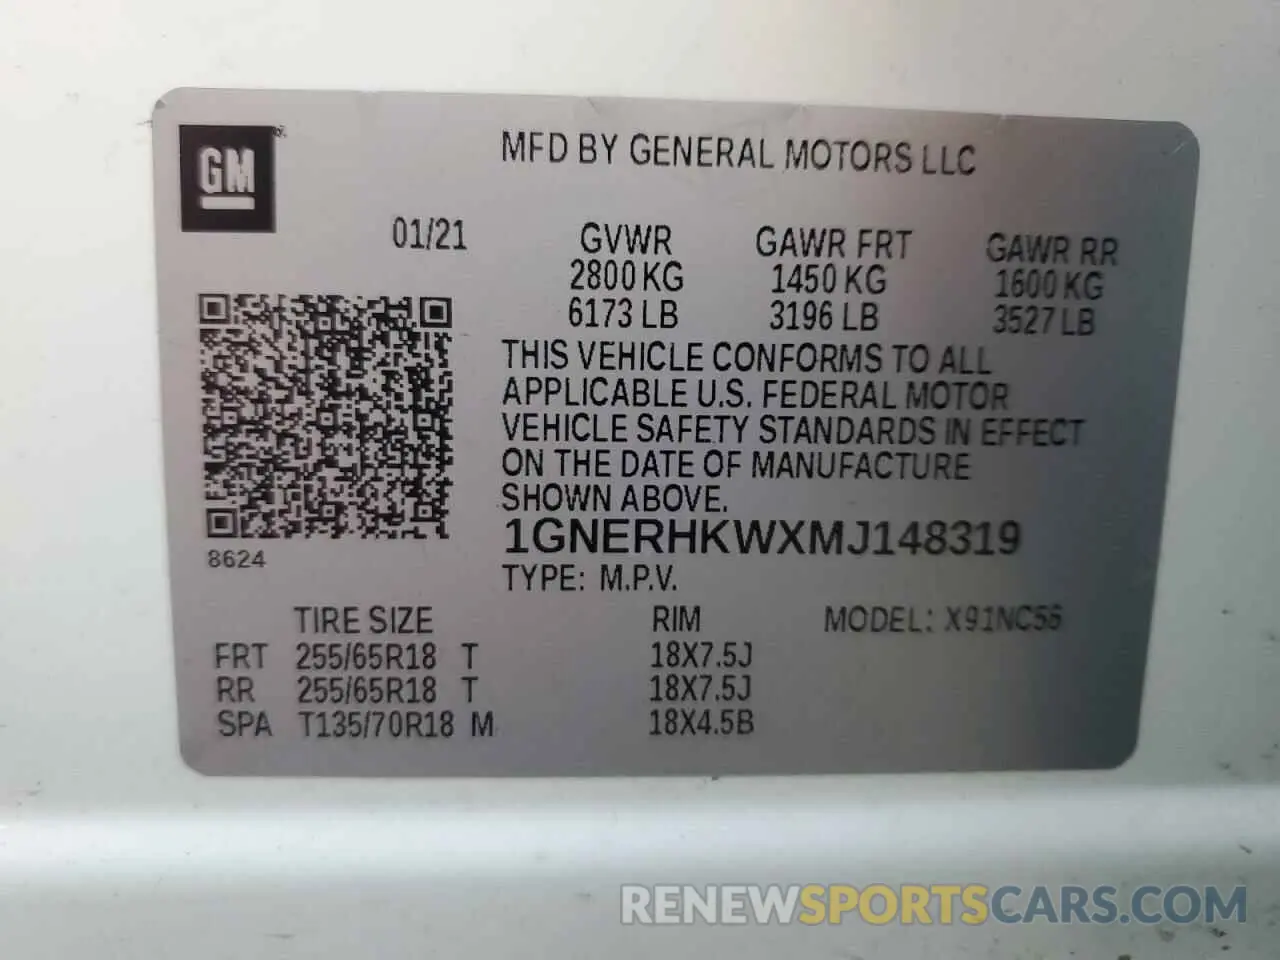 GM
MFD BY GENERAL MOTORS LLC
01/21
GVWR GAWR FRT GAWR RR
2800 KG 1450 KG 1600 KG
6173 LB 3196 LB 3527 LB
THIS VEHICLE CONFORMS TO ALL
APPLICABLE U.S. FEDERAL MOTOR
VEHICLE SAFETY STANDARDS IN EFFECT
ON THE DATE OF MANUFACTURE
SHOWN ABOVE.
1GNERHKWXMJ148319
8624
TYPE: M.P.V.
TIRE SIZE RIM MODEL: X91NC56
FRT 255/65R18 T 18X7.5J
RR 255/65R18 T 18X7.5J
SPA T135/70R18 M 18X4.5B
RENEWSPORTSCARS.COM